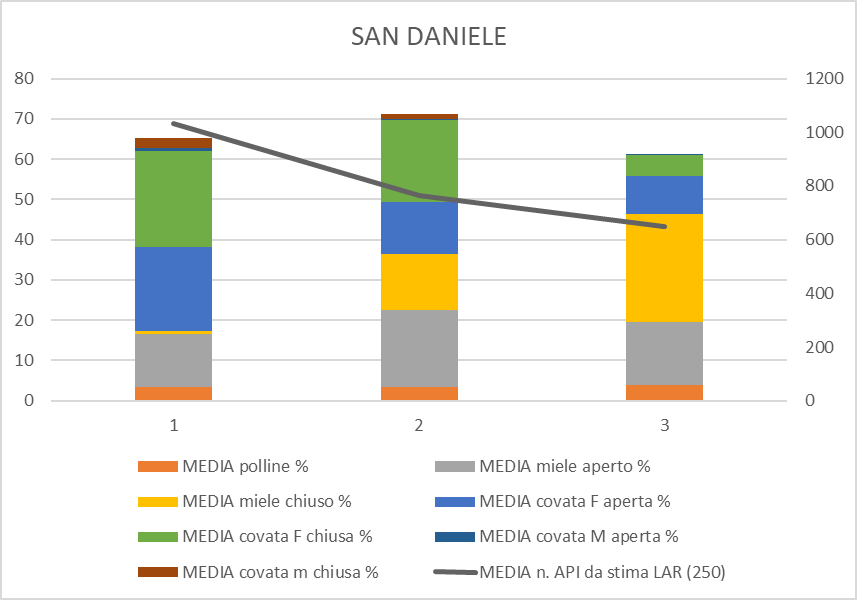 SAN DANIELE
80 1200
70 1000
60 800
50 600
40 400
30 200
20 0
10
0
1 2 3
MEDIA polline % MEDIA miele aperto %
MEDIA miele chiuso % MEDIA covata F aperta %
MEDIA covata F chiusa % MEDIA covata M aperta %
MEDIA covata m chiusa % MEDIA n. API da stima LAR (250)